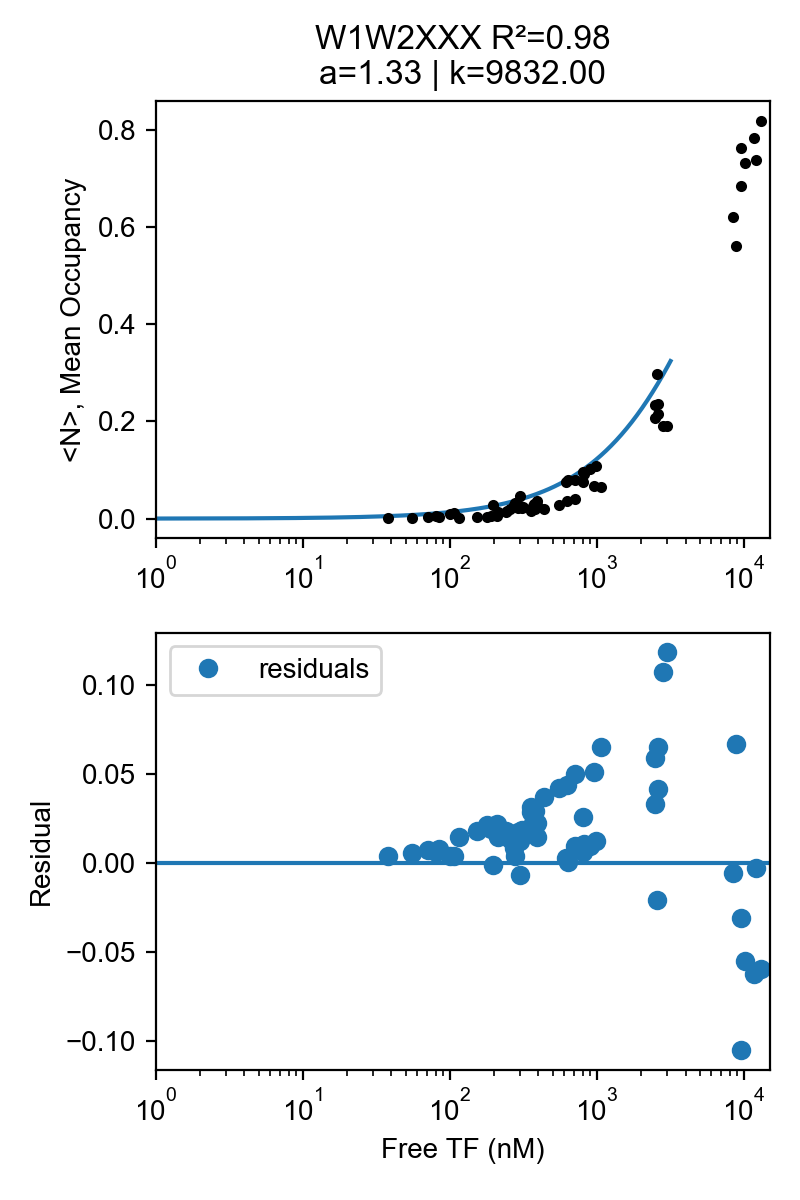 W1W2XXX R²=0.98
a=1.33 | k=9832.00
<N>, Mean Occupancy
0.8
0.6
0.4
0.2
0.0
10⁰ 10¹ 10² 10³ 10⁴
residuals
Residual
0.10
0.05
0.00
−0.05
−0.10
10⁰ 10¹ 10² 10³ 10⁴
Free TF (nM)